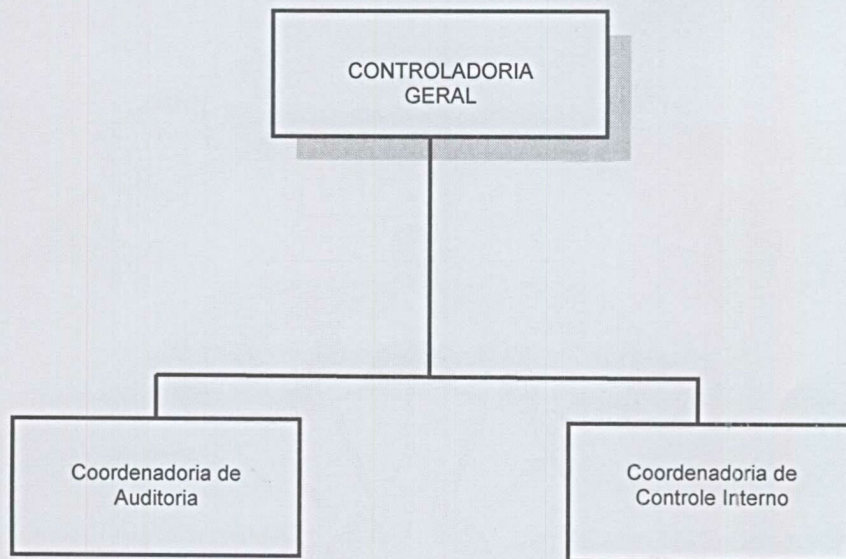 CONTROLADORIA
GERAL
Coordenadoria de
Auditoria
Coordenadoria de
Controle Interno